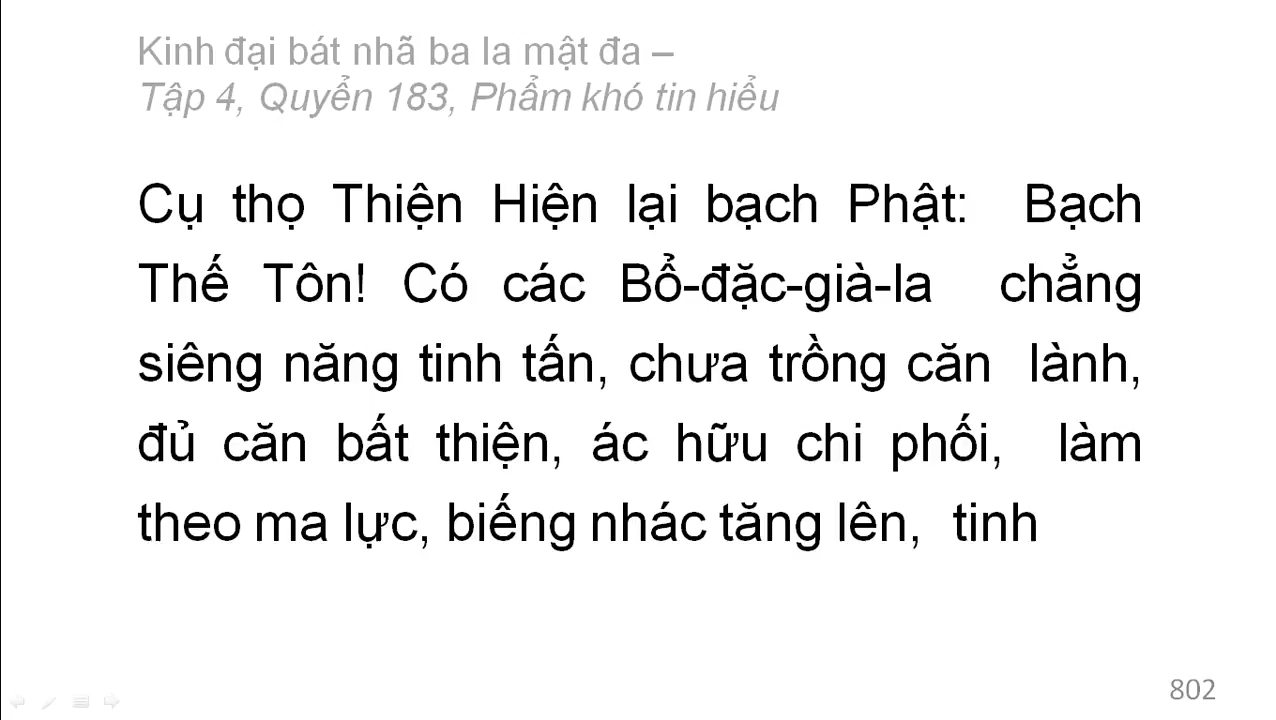 Kinh đại bát nhã ba la mật đa –
Tập 4, Quyển 183, Phẩm khó tin hiểu
Cụ thọ Thiện Hiện lại bạch Phật: Bạch
Thế Tôn! Có các Bổ-đặc-già-la chẳng
siêng năng tinh tấn, chưa trồng căn lành,
đủ căn bất thiện, ác hữu chi phối, làm
theo ma lực, biếng nhác tăng lên, tinh
802